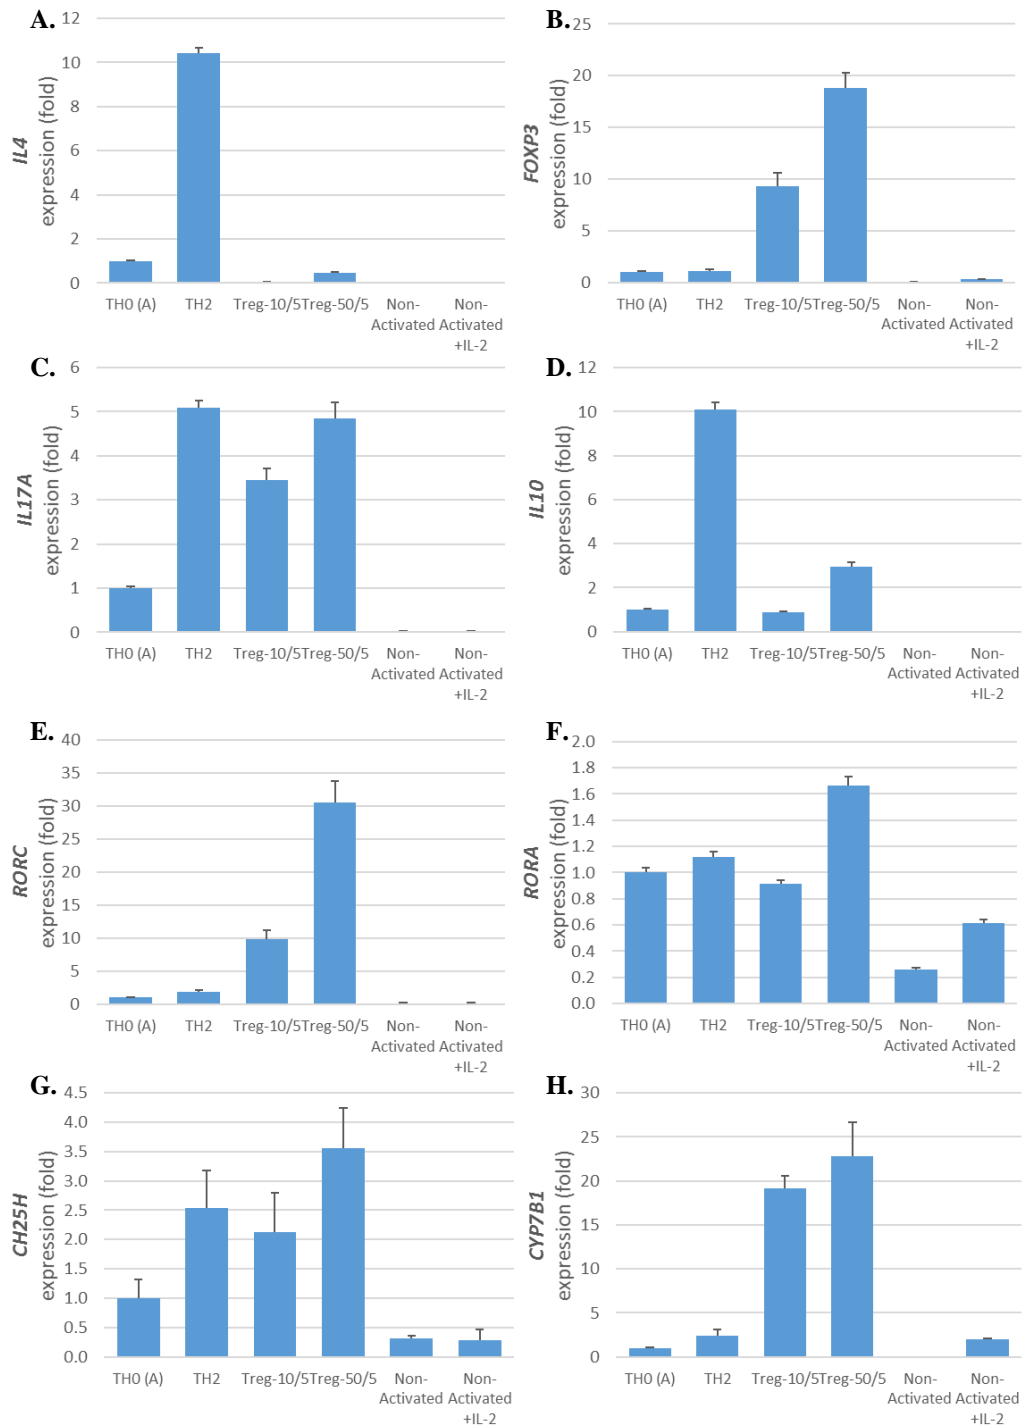 A.
IL4
expression (fold)
12
10
8
6
4
2
0
TH0 (A) TH2 Treg-10/5 Treg-50/5 Non- Non-
Activated Activated
+IL-2
B.
FOXP3
expression (fold)
25
20
15
10
5
0
TH0 (A) TH2 Treg-10/5 Treg-50/5 Non- Non-
Activated Activated
+IL-2
C.
IL17A
expression (fold)
6
5
4
3
2
1
0
TH0 (A) TH2 Treg-10/5 Treg-50/5 Non- Non-
Activated Activated
+IL-2
D.
IL10
expression (fold)
12
10
8
6
4
2
0
TH0 (A) TH2 Treg-10/5 Treg-50/5 Non- Non-
Activated Activated
+IL-2
E.
RORC
expression (fold)
40
35
30
25
20
15
10
5
0
TH0 (A) TH2 Treg-10/5 Treg-50/5 Non- Non-
Activated Activated
+IL-2
F.
RORA
expression (fold)
2.0
1.8
1.6
1.4
1.2
1.0
0.8
0.6
0.4
0.2
0.0
TH0 (A) TH2 Treg-10/5 Treg-50/5 Non- Non-
Activated Activated
+IL-2
G.
CH25H
expression (fold)
4.5
4.0
3.5
3.0
2.5
2.0
1.5
1.0
0.5
0.0
TH0 (A) TH2 Treg-10/5 Treg-50/5 Non- Non-
Activated Activated
+IL-2
H.
CYP7B1
expression (fold)
30
25
20
15
10
5
0
TH0 (A) TH2 Treg-10/5 Treg-50/5 Non- Non-
Activated Activated
+IL-2